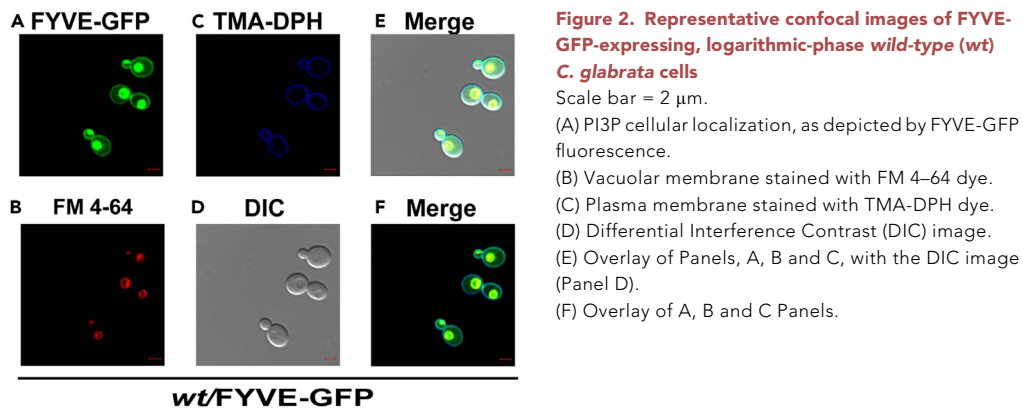 A FYVE-GFP
C TMA-DPH
E Merge
B FM 4-64
D DIC
F Merge
wt/FYVE-GFP
Figure 2. Representative confocal images of FYVE-
GFP-expressing, logarithmic-phase wild-type (wt)
C. glabrata cells
Scale bar = 2 μm.
(A) PI3P cellular localization, as depicted by FYVE-GFP
fluorescence.
(B) Vacuolar membrane stained with FM 4–64 dye.
(C) Plasma membrane stained with TMA-DPH dye.
(D) Differential Interference Contrast (DIC) image.
(E) Overlay of Panels, A, B and C, with the DIC image
(Panel D).
(F) Overlay of A, B and C Panels.